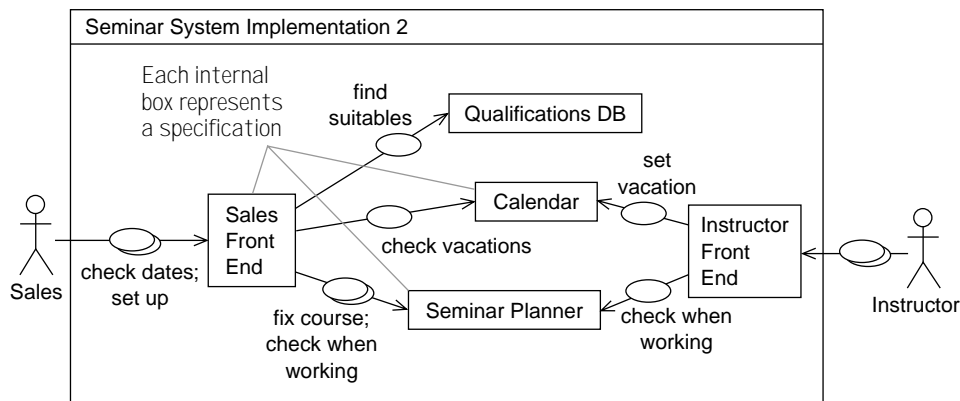 Seminar System Implementation 2
Each internal
box represents
a specification
find
suitables
Qualifications DB
set
vacation
Calendar
Sales
Front
End
Instructor
Front
End
check vacations
check dates;
set up
Sales
Instructor
Seminar Planner
fix course;
check when
working
check when
working